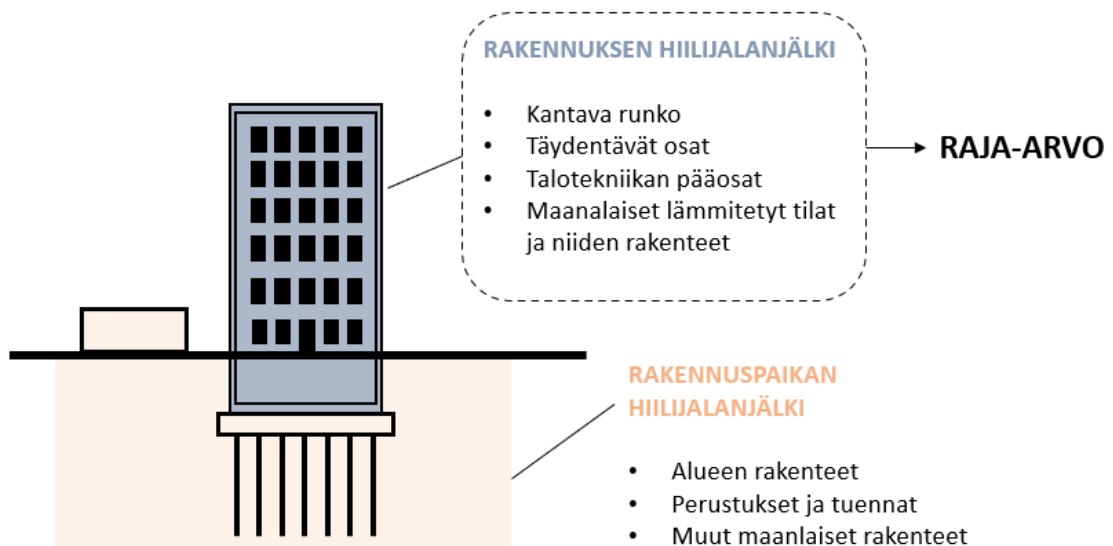 RAKENNUKSEN HIILIJALANJÄLKI
• Kantava runko
• Täydentävät osat
• Talotekniikan pääosat
• Maanalaiset lämmitetyt tilat
ja niiden rakenteet
RAJA-ARVO
RAKENNUSPAIKAN
HIILIJALANJÄLKI
• Alueen rakenteet
• Perustukset ja tuennat
• Muut maanlaiset rakenteet